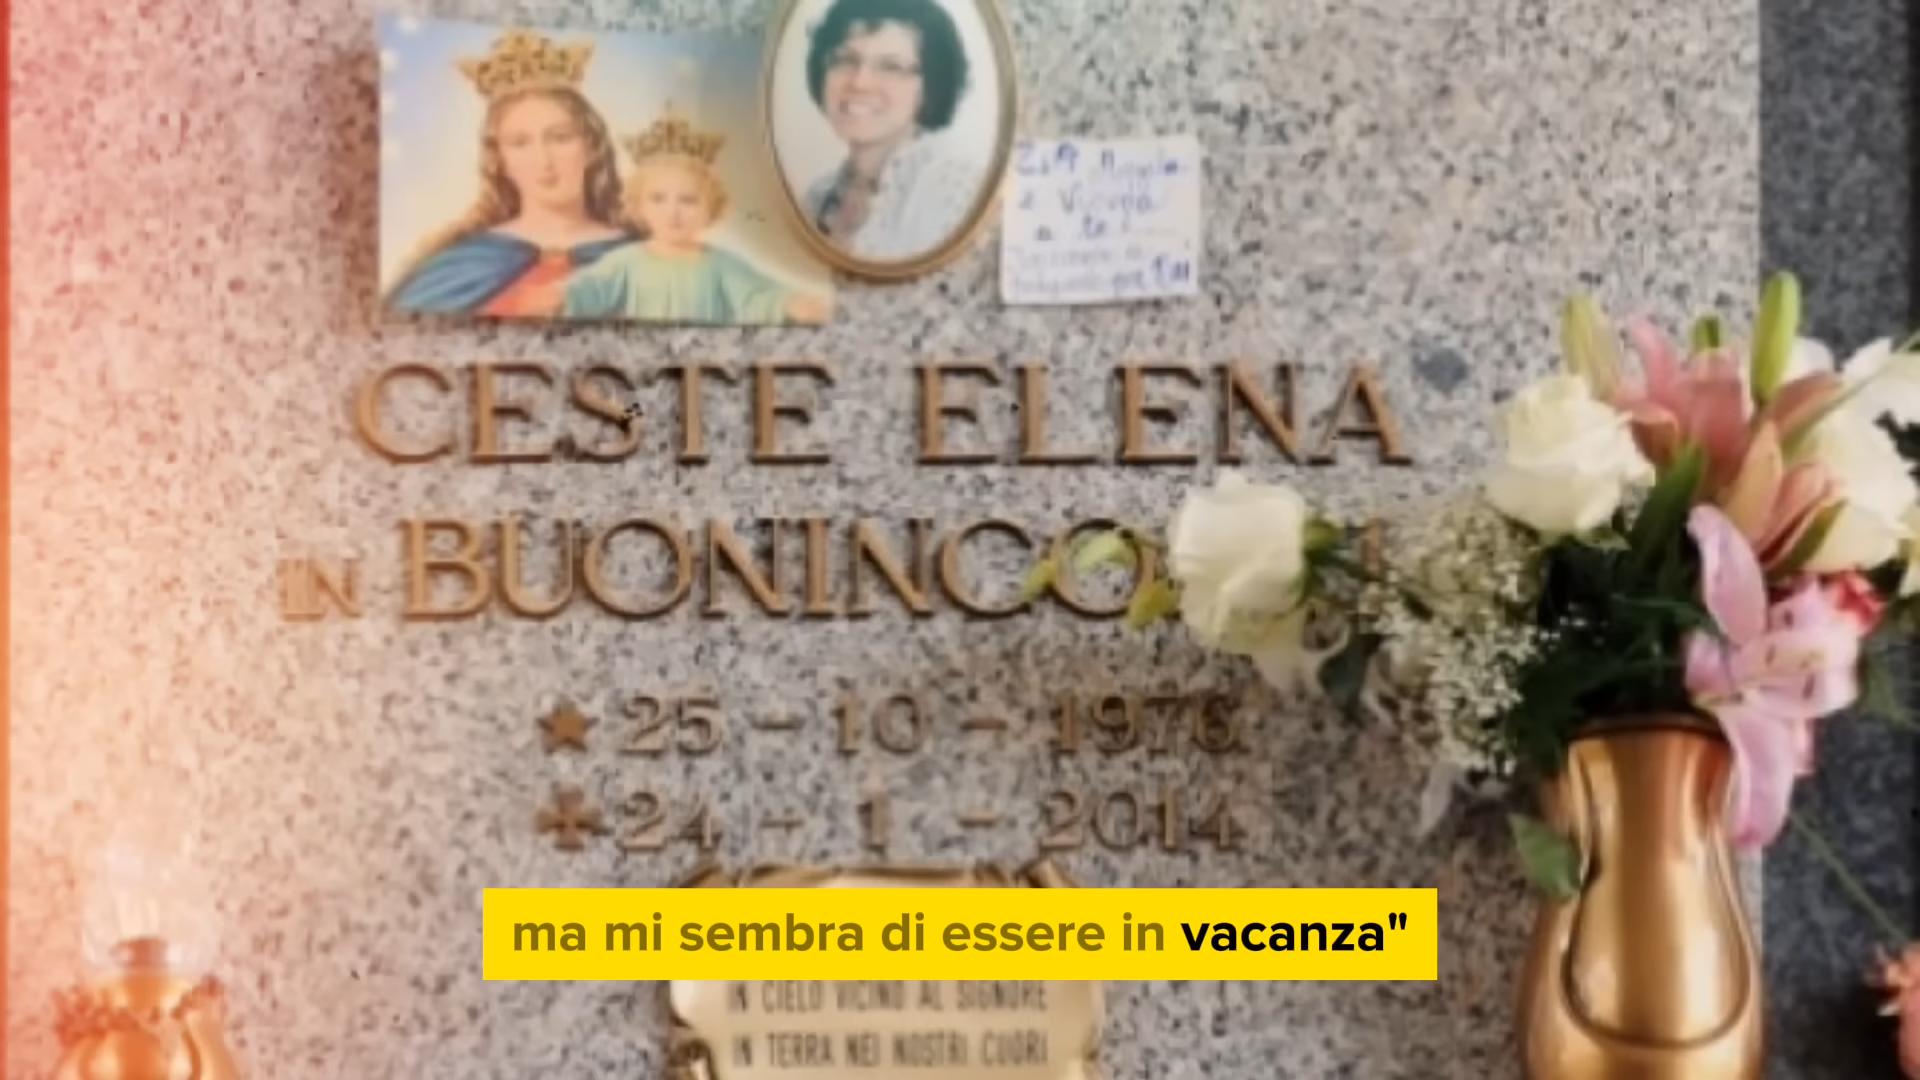 a te
CESTE ELENA
IN BUONINCO
25 - 10 - 1976
24 - 1 - 2014
ma mi sembra di essere in vacanza"
IN CIELO VICINO AL SIGNORE
IN TERRA NEI NOSTRI CUORI